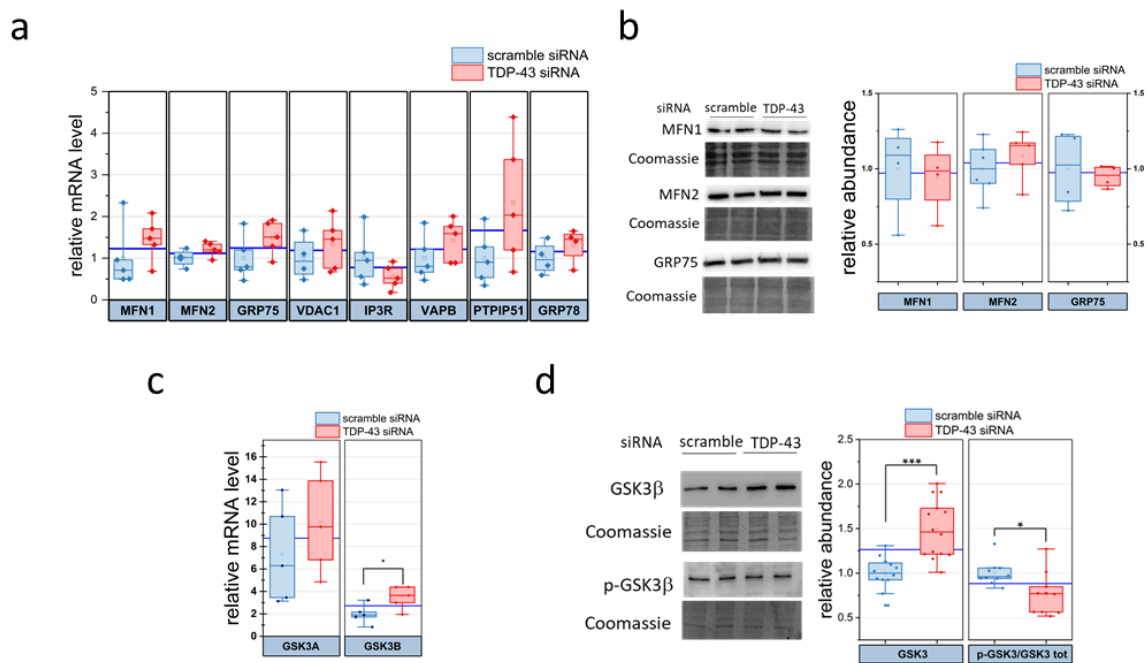 a
scramble siRNA
TDP-43 siRNA
relative mRNA level
5
4
3
2
1
0
MFN1 MFN2 GRP75 VDAC1 IP3R VAPB PTPIP51 GRP78
b
siRNA scramble TDP-43
MFN1
Coomassie
MFN2
Coomassie
GRP75
Coomassie
scramble siRNA
TDP-43 siRNA
relative abundance
1.5 1.5
1.0 1.0
0.5 0.5
MFN1 MFN2 GRP75
c
scramble siRNA
TDP-43 siRNA
relative mRNA level
16
14
12
10
8
6
4
2
0
*
GSK3A GSK3B
d
siRNA scramble TDP-43
GSK3β
Coomassie
p-GSK3β
Coomassie
scramble siRNA
TDP-43 siRNA
relative abundance
2.5
2.0
1.5
1.0
0.5
***
*
GSK3 p-GSK3/GSK3 tot